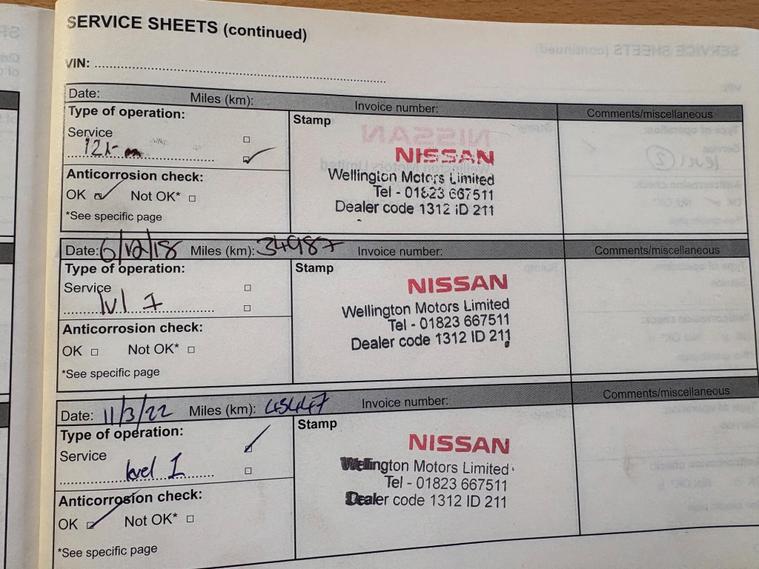 SERVICE SHEETS (continued)
VIN:
Date: Miles (km): Invoice number: Comments/miscellaneous
Type of operation:
Service
Anticorrosion check:
OK Not OK*
*See specific page
Stamp
NISSAN
Wellington Motors Limited
Tel - 01823 667511
Dealer code 1312 iD 211
Date: 6/12/18 Miles (km): 34987 Invoice number: Comments/miscellaneous
Type of operation:
Service
lvl 1
Anticorrosion check:
OK Not OK*
*See specific page
Stamp
NISSAN
Wellington Motors Limited
Tel - 01823 667511
Dealer code 1312 ID 211
Date: 11/3/22 Miles (km): 45447 Invoice number: Comments/miscellaneous
Type of operation:
Service
level 1
Anticorrosion check:
OK Not OK*
*See specific page
Stamp
NISSAN
Wellington Motors Limited
Tel - 01823 667511
Dealer code 1312 ID 211